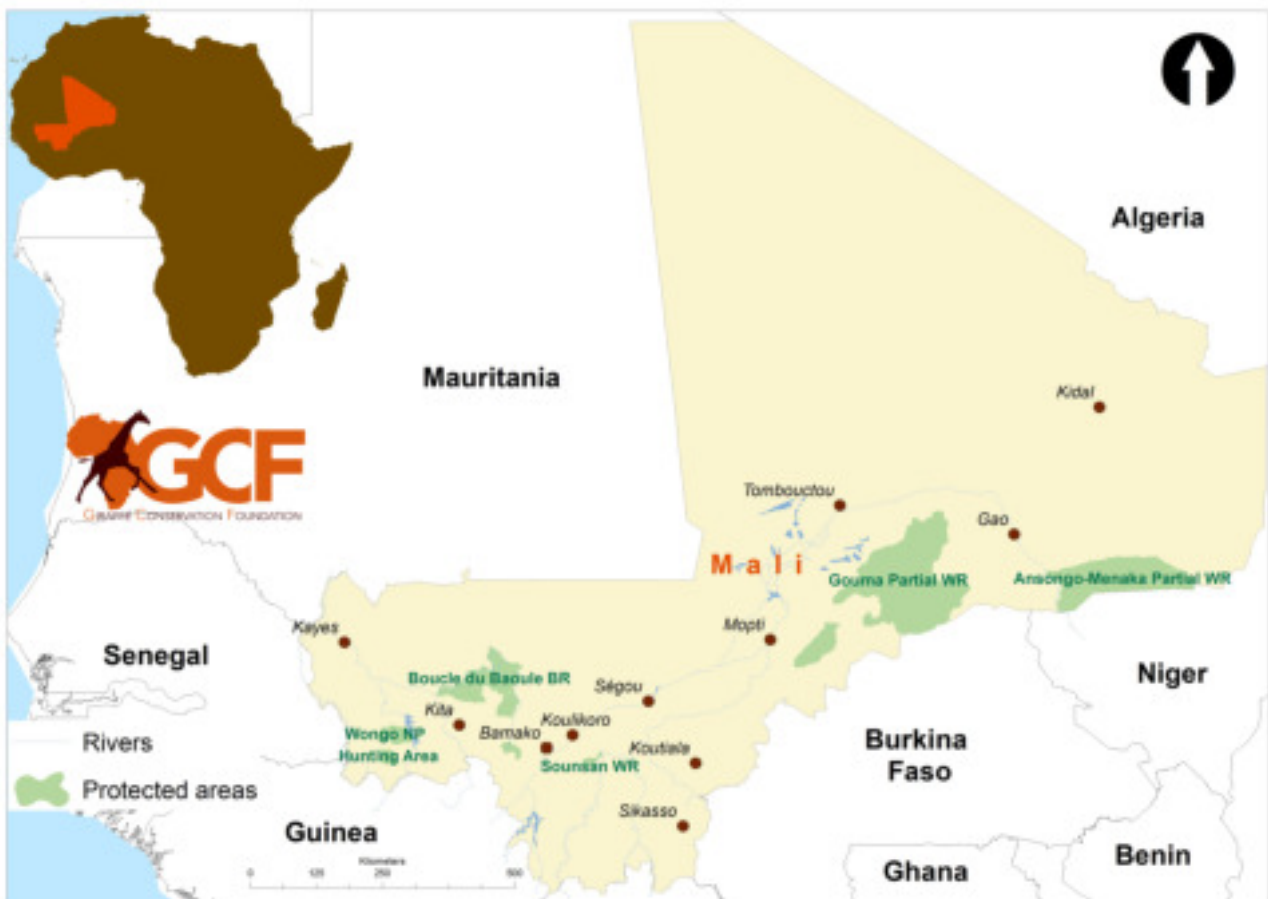 Algeria
Mauritania
Kidal
GCF
GIRAFFE CONSERVATION FOUNDATION
Tombouctou
Gao
Mali
Gourma Partial WR
Ansongo-Menaka Partial WR
Kayes
Mopti
Senegal
Boucle du Baoule BR
Niger
Ségou
Kita
Koulikoro
Wongo NP
Bamako
Rivers
Hunting Area
Sounsan WR
Koutiala
Burkina
Faso
Protected areas
Sikasso
Guinea
Kilometers
0 125 250 500
Ghana
Benin